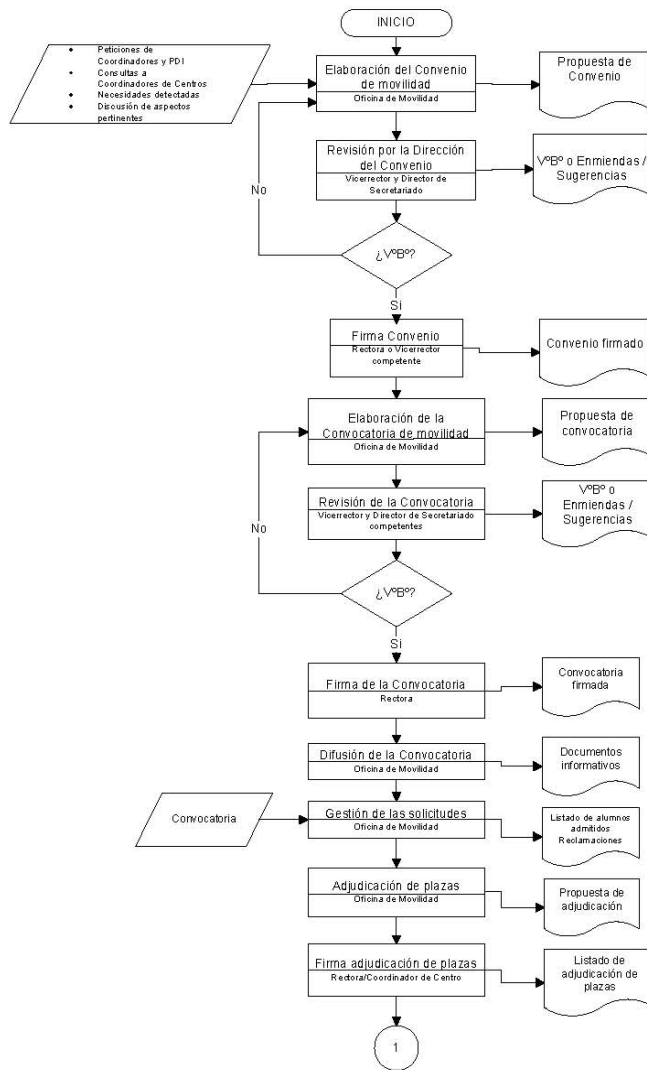 INICIO
Peticiones de
Coordinadores y PDI
Consultas a
Coordinadores de Centros
Necesidades detectadas
Discusión de aspectos
pertinentes
Elaboración del Convenio
de movilidad
Oficina de Movilidad
Propuesta de
Convenio
Revisión por la Dirección
del Convenio
Vicerrector y Director de
Secretariado
VºBº o Enmiendas /
Sugerencias
No
¿VºBº?
Si
Firma Convenio
Rectora o Vicerrector
competente
Convenio firmado
Elaboración de la
Convocatoria de movilidad
Oficina de Movilidad
Propuesta de
convocatoria
Revisión de la Convocatoria
Vicerrector y Director de Secretariado
competentes
VºBº o
Enmiendas /
Sugerencias
No
¿VºBº?
Si
Firma de la Convocatoria
Rectora
Convocatoria
firmada
Difusión de la Convocatoria
Oficina de Movilidad
Documentos
informativos
Convocatoria
Gestión de las solicitudes
Oficina de Movilidad
Listado de alumnos
admitidos
Reclamaciones
Adjudicación de plazas
Oficina de Movilidad
Propuesta de
adjudicación
Firma adjudicación de plazas
Rectora/Coordinador de Centro
Listado de
adjudicación de
plazas
1